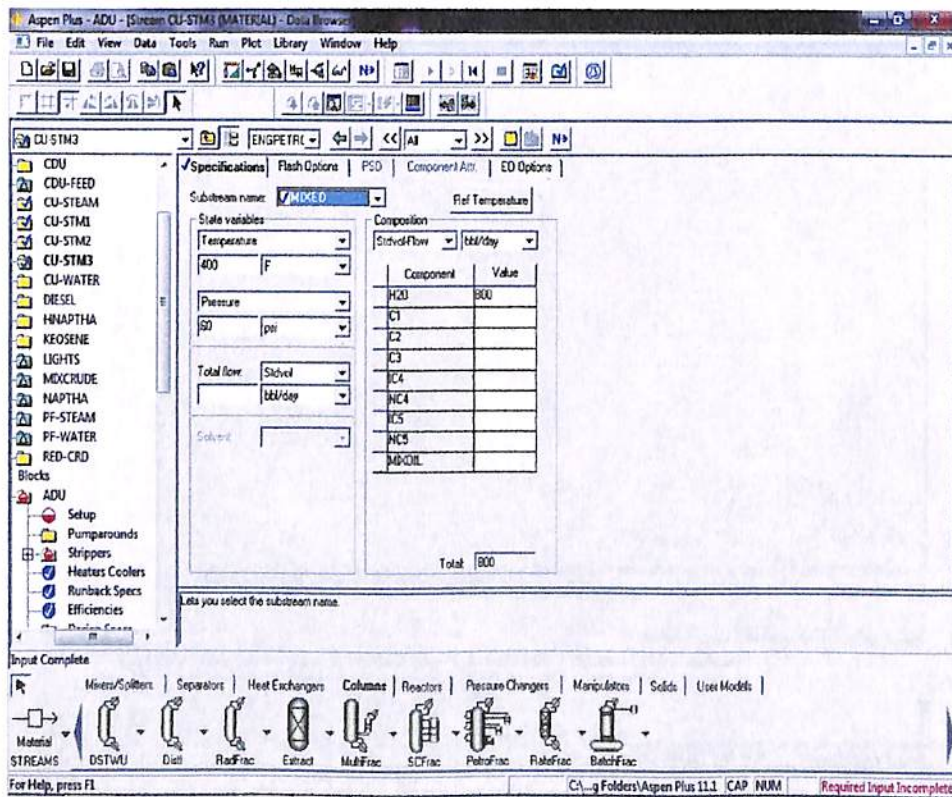 Aspen Plus - ADU - [Stream CU-STM3 (MATERIAL) - Data Browser]
File Edit View Data Tools Run Plot Library Window Help
CU-STM3
ENGPETRL
<< All >>
N>
CDU
CDU-FEED
CU-STEAM
CU-STM1
CU-STM2
CU-STM3
CU-WATER
DIESEL
HNAPTHA
KEOSENE
LIGHTS
MIXCRUDE
NAPTHA
PF-STEAM
PF-WATER
RED-CRD
Blocks
ADU
Setup
Pumparounds
Strippers
Heaters Coolers
Runback Specs
Efficiencies
Design Specs
Specifications Flash Options PSD Component Attr. EO Options
Substream name: MIXED Ref Temperature
State variables
Temperature
400 F
Pressure
60 psi
Total flow: Stdvol
bbl/day
Solvent:
Composition
Stdvol-Flow bbl/day
Component Value
H2O 800
C1
C2
C3
IC4
NC4
IC5
NC5
MIXOIL
Total: 800
Lets you select the substream name.
Input Complete
Mixers/Splitters Separators Heat Exchangers Columns Reactors Pressure Changers Manipulators Solids User Models
Material
STREAMS DSTWU Distl RadFrac Extract MultiFrac SCFrac PetroFrac RateFrac BatchFrac
For Help, press F1 C:\...g Folders\Aspen Plus 11.1 CAP NUM Required Input Incomplete